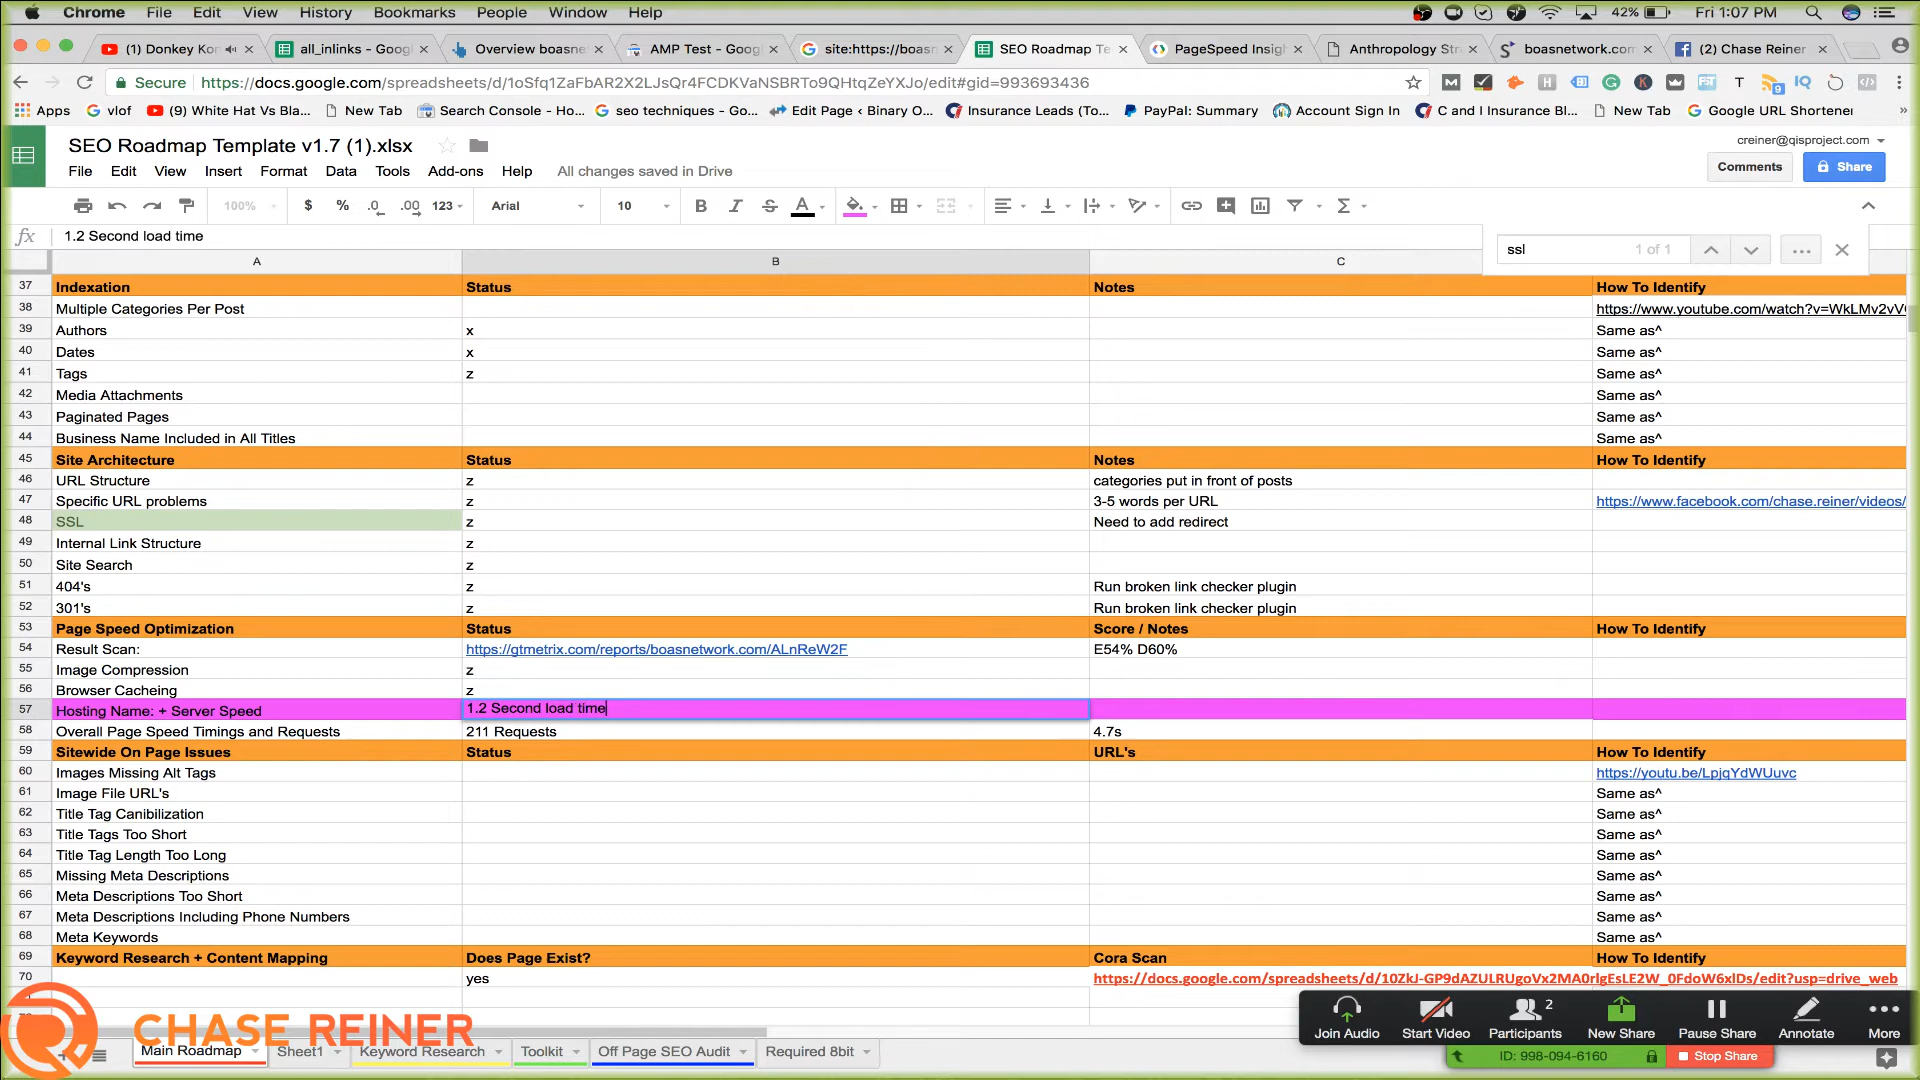 Chrome File Edit View History Bookmarks People Window Help 42% Fri 1:07 PM
(1) Donkey Kon all_inlinks - Googl Overview boasne AMP Test - Goog site:https://boasn SEO Roadmap Te PageSpeed Insigh Anthropology Str boasnetwork.com (2) Chase Reiner
Secure https://docs.google.com/spreadsheets/d/1oSfq1ZaFbAR2X2LJsQr4FCDKVaNSBRTo9QHtqZeYXJo/edit#gid=993693436
Apps vlof (9) White Hat Vs Bla... New Tab Search Console - Ho... seo techniques - Go... Edit Page ‹ Binary O... Insurance Leads (To... PayPal: Summary Account Sign In C and I Insurance Bl... New Tab Google URL Shortener »
SEO Roadmap Template v1.7 (1).xlsx
creiner@qisproject.com
File Edit View Insert Format Data Tools Add-ons Help All changes saved in Drive
Comments Share
100% $ % .0 .00 123 Arial 10 B I S A
fx 1.2 Second load time
ssl 1 of 1
A B C
37 Indexation Status Notes How To Identify
38 Multiple Categories Per Post https://www.youtube.com/watch?v=WkLMv2vV
39 Authors x Same as^
40 Dates x Same as^
41 Tags z Same as^
42 Media Attachments Same as^
43 Paginated Pages Same as^
44 Business Name Included in All Titles Same as^
45 Site Architecture Status Notes How To Identify
46 URL Structure z categories put in front of posts
47 Specific URL problems z 3-5 words per URL https://www.facebook.com/chase.reiner/videos/
48 SSL z Need to add redirect
49 Internal Link Structure z
50 Site Search z
51 404's z Run broken link checker plugin
52 301's z Run broken link checker plugin
53 Page Speed Optimization Status Score / Notes How To Identify
54 Result Scan: https://gtmetrix.com/reports/boasnetwork.com/ALnReW2F E54% D60%
55 Image Compression z
56 Browser Cacheing z
57 Hosting Name: + Server Speed 1.2 Second load time
58 Overall Page Speed Timings and Requests 211 Requests 4.7s
59 Sitewide On Page Issues Status URL's How To Identify
60 Images Missing Alt Tags https://youtu.be/LpjqYdWUuvc
61 Image File URL's Same as^
62 Title Tag Canibilization Same as^
63 Title Tags Too Short Same as^
64 Title Tag Length Too Long Same as^
65 Missing Meta Descriptions Same as^
66 Meta Descriptions Too Short Same as^
67 Meta Descriptions Including Phone Numbers Same as^
68 Meta Keywords Same as^
69 Keyword Research + Content Mapping Does Page Exist? Cora Scan How To Identify
70 yes https://docs.google.com/spreadsheets/d/10ZkJ-GP9dAZULRUgoVx2MA0rlgEsLE2W_0FdoW6xlDs/edit?usp=drive_web
CHASE REINER
Join Audio Start Video 2 Participants New Share Pause Share Annotate More
Main Roadmap Sheet1 Keyword Research Toolkit Off Page SEO Audit Required 8bit
ID: 998-094-6160 Stop Share